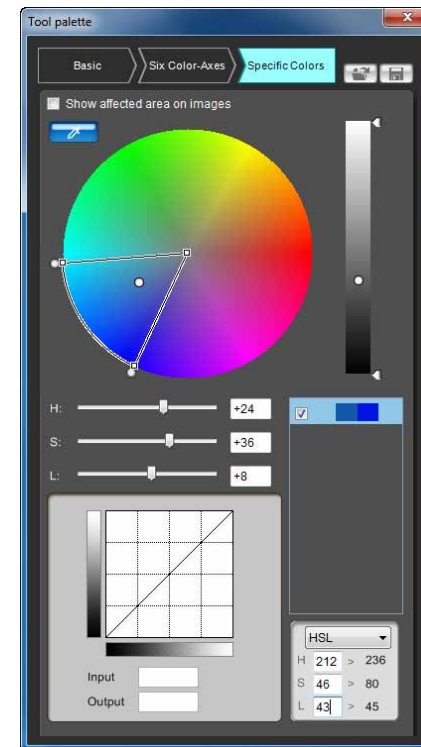 Tool palette
Basic Six Color-Axes Specific Colors
Show affected area on images
H: +24
S: +36
L: +8
Input
Output
HSL
H 212 > 236
S 46 > 80
L 43 > 45